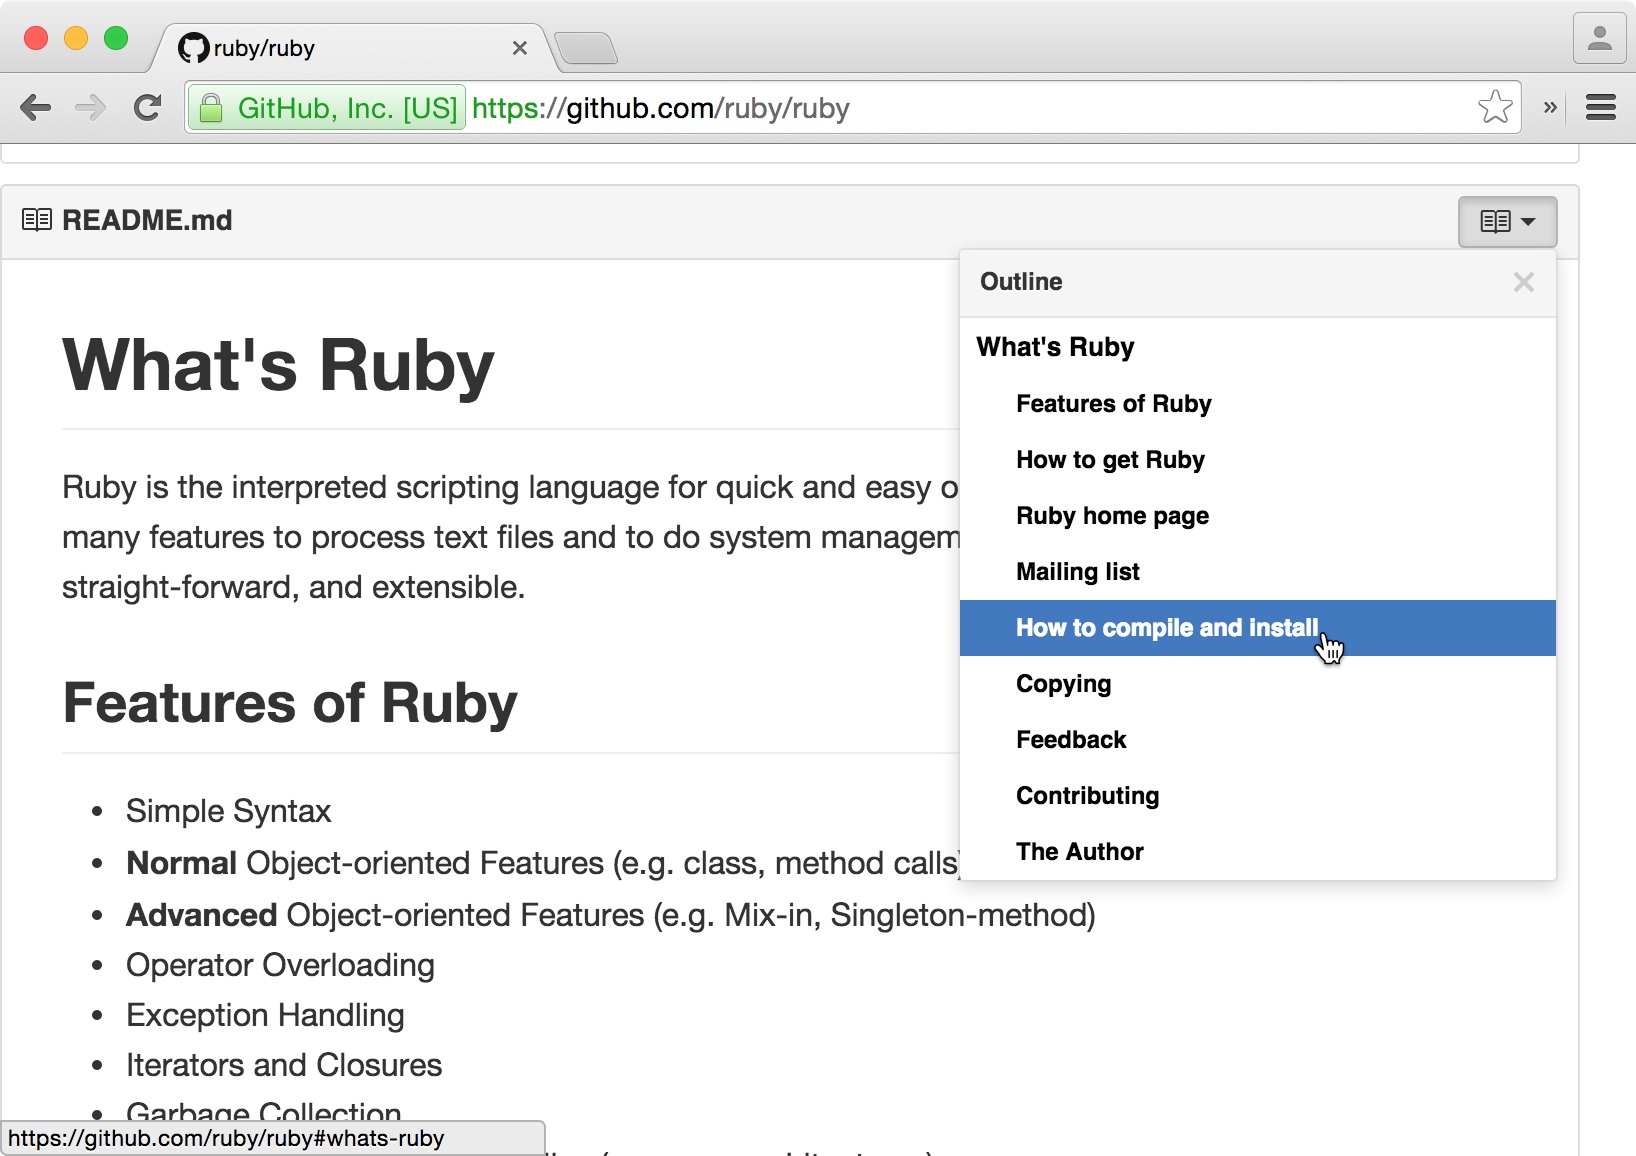 ruby/ruby
GitHub, Inc. [US] https://github.com/ruby/ruby
README.md
Outline
What's Ruby
Features of Ruby
How to get Ruby
Ruby home page
Mailing list
How to compile and install
Copying
Feedback
Contributing
The Author
What's Ruby
Ruby is the interpreted scripting language for quick and easy
many features to process text files and to do system
straight-forward, and extensible.
Features of Ruby
• Simple Syntax
• Normal Object-oriented Features (e.g. class, method calls)
• Advanced Object-oriented Features (e.g. Mix-in, Singleton-method)
• Operator Overloading
• Exception Handling
• Iterators and Closures
• Garbage Collection
https://github.com/ruby/ruby#whats-ruby